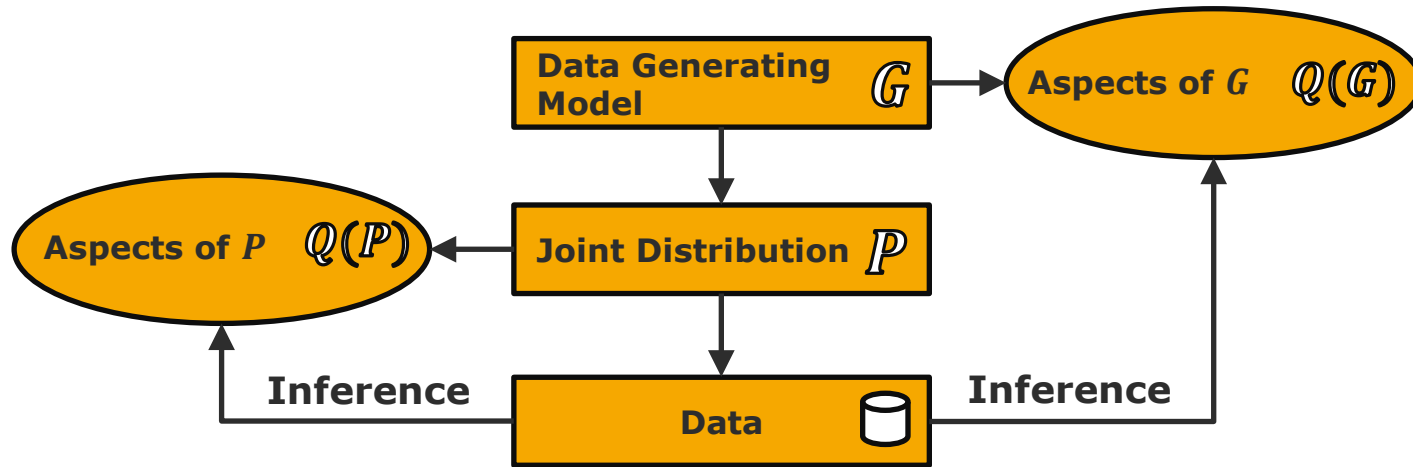 Data Generating
Model G
Aspects of G Q(G)
Aspects of P Q(P)
Joint Distribution P
Inference
Data
Inference